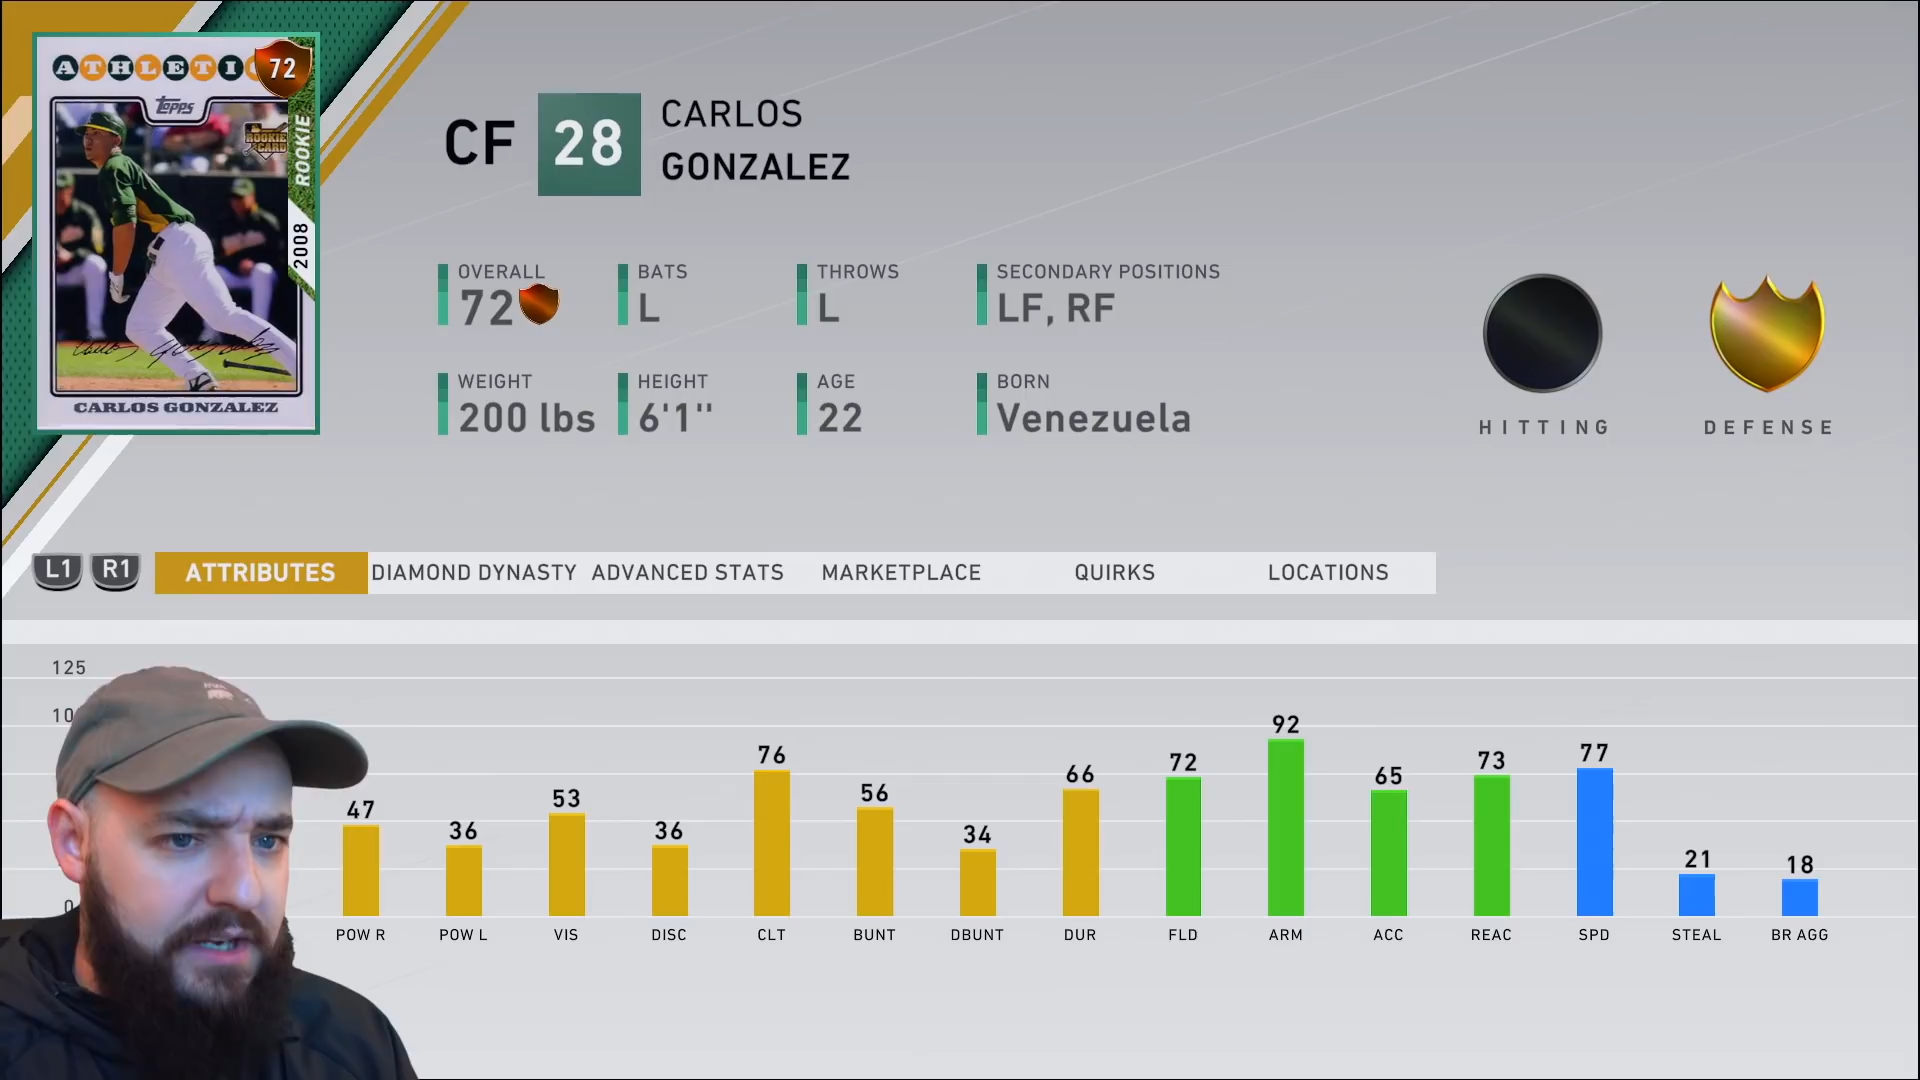 ATHLETI
72
Topps
ROOKIE CARD
ROOKIE
2008
CARLOS GONZALEZ
CF
28
CARLOS
GONZALEZ
OVERALL
72
BATS
L
THROWS
L
SECONDARY POSITIONS
LF, RF
WEIGHT
200 lbs
HEIGHT
6'1''
AGE
22
BORN
Venezuela
HITTING
DEFENSE
L1
R1
ATTRIBUTES
DIAMOND DYNASTY
ADVANCED STATS
MARKETPLACE
QUIRKS
LOCATIONS
125
10
0
47
36
53
36
76
56
34
66
72
92
65
73
77
21
18
POW R
POW L
VIS
DISC
CLT
BUNT
DBUNT
DUR
FLD
ARM
ACC
REAC
SPD
STEAL
BR AGG